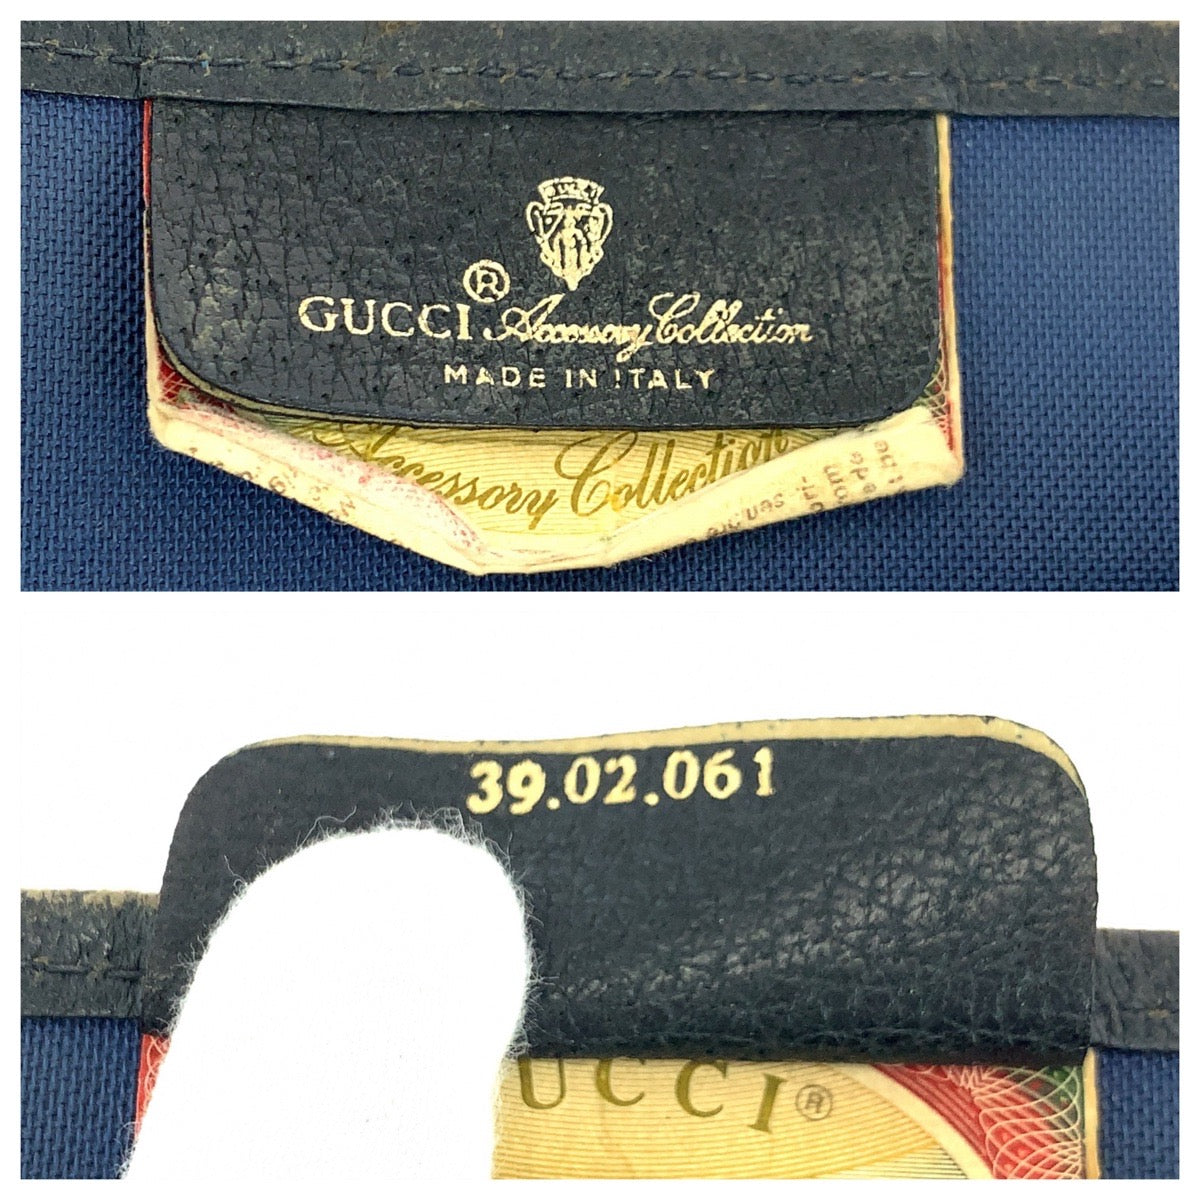 GUCCI® Accessory Collection
MADE IN ITALY
Accessory Collection
39.02.061
UCCI®